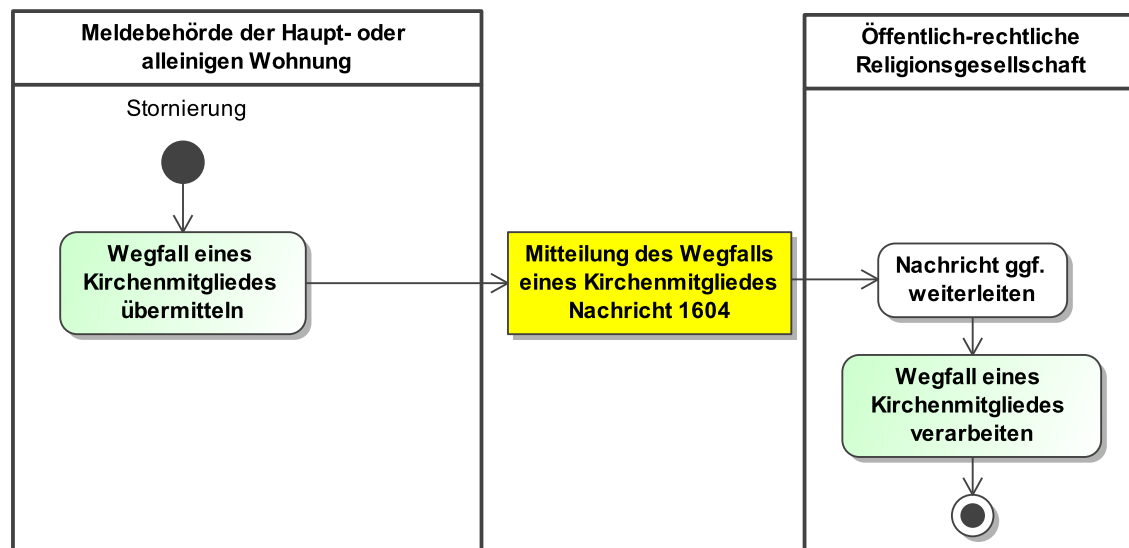 Meldebehörde der Haupt- oder
alleinigen Wohnung
Stornierung
Wegfall eines
Kirchenmitgliedes
übermitteln
Mitteilung des Wegfalls
eines Kirchenmitgliedes
Nachricht 1604
Öffentlich-rechtliche
Religionsgesellschaft
Nachricht ggf.
weiterleiten
Wegfall eines
Kirchenmitgliedes
verarbeiten